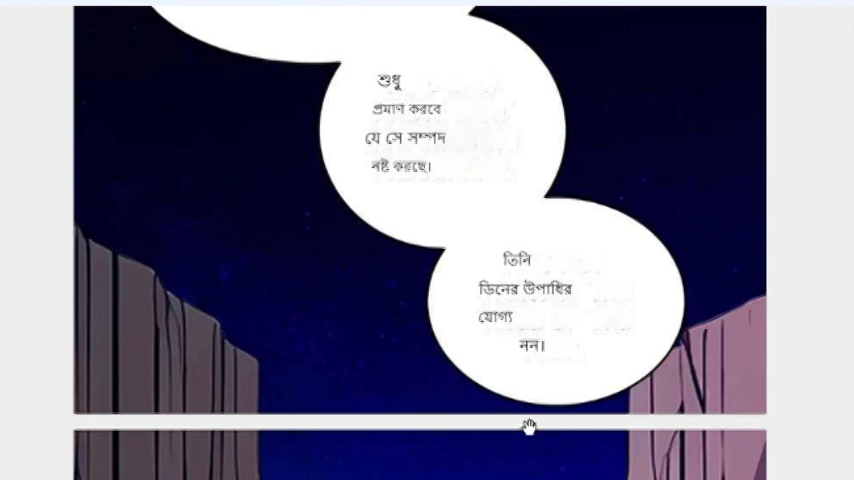 শুধু
প্রমাণ করবে
যে সে সম্পদ
নষ্ট করছে।
তিনি
ডিনের উপাধির
যোগ্য
নন।